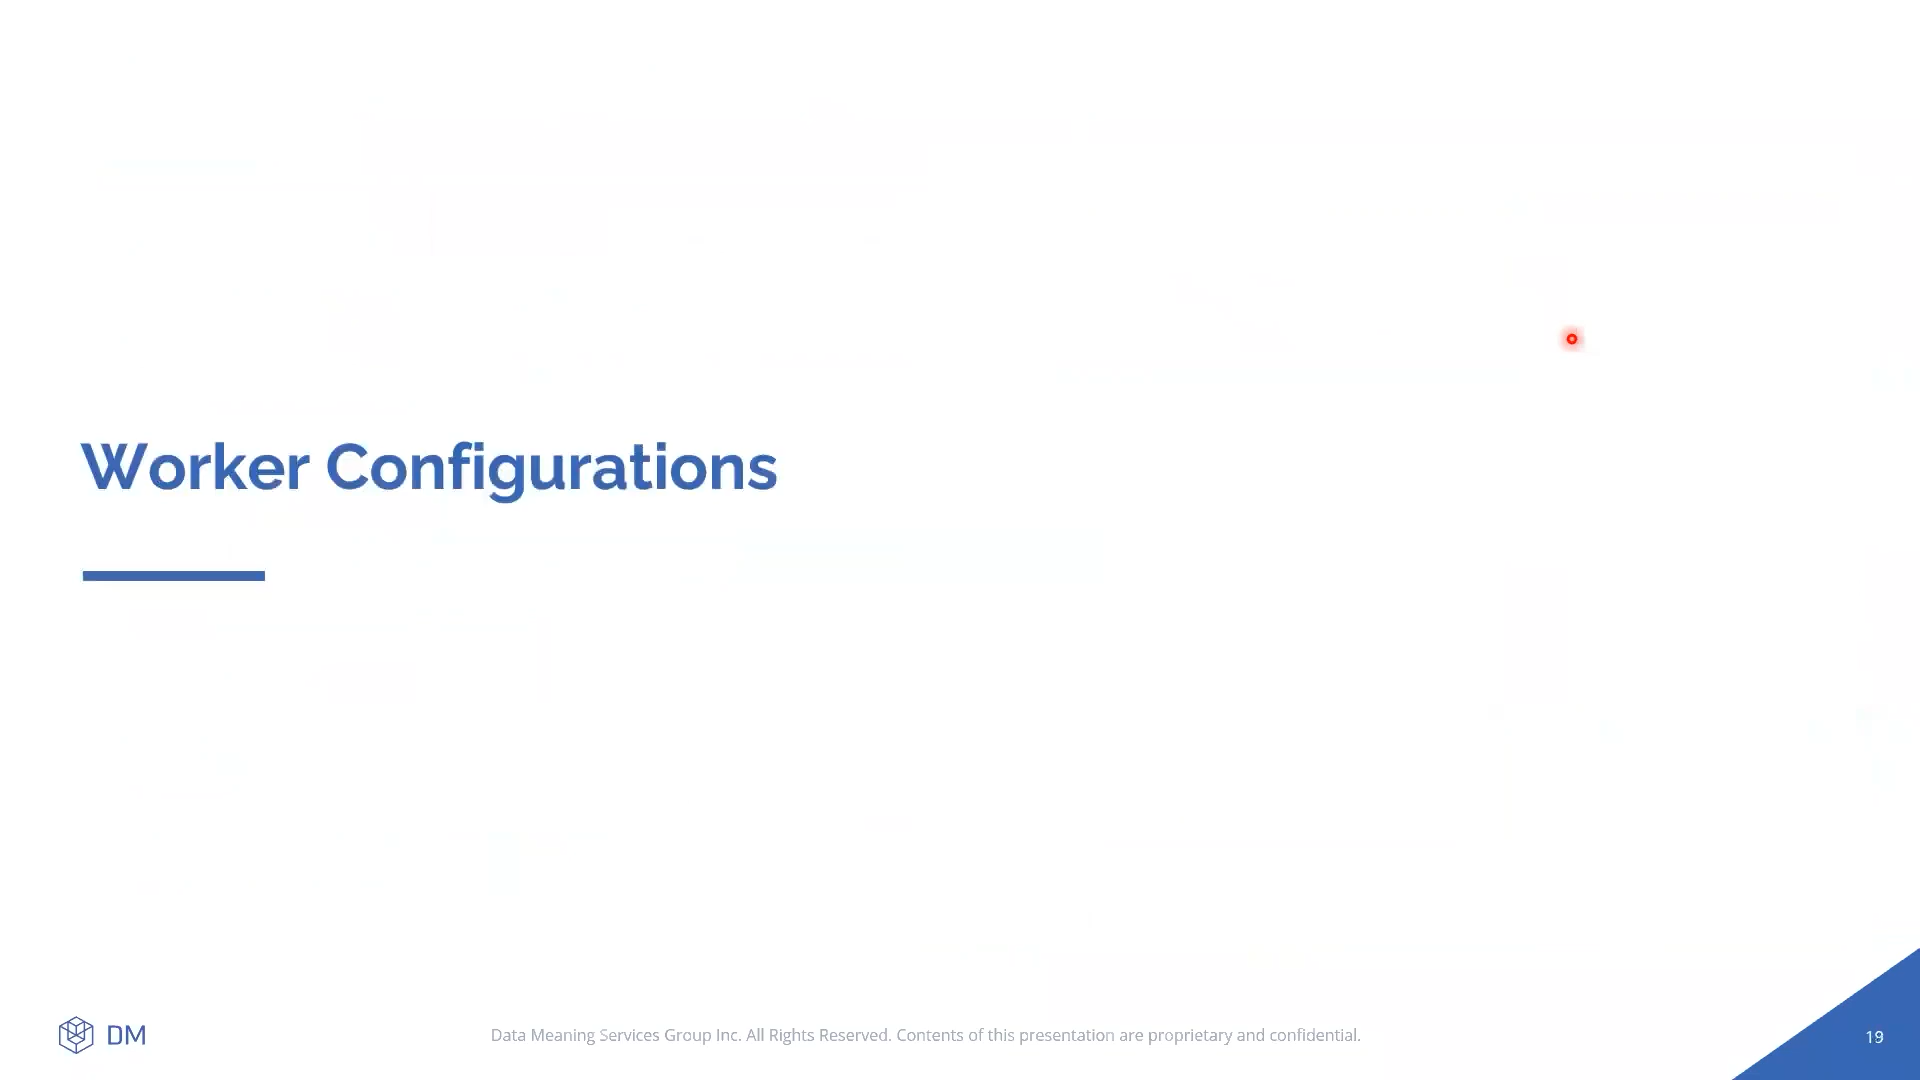 Worker Configurations
DM
Data Meaning Services Group Inc. All Rights Reserved. Contents of this presentation are proprietary and confidential.
19